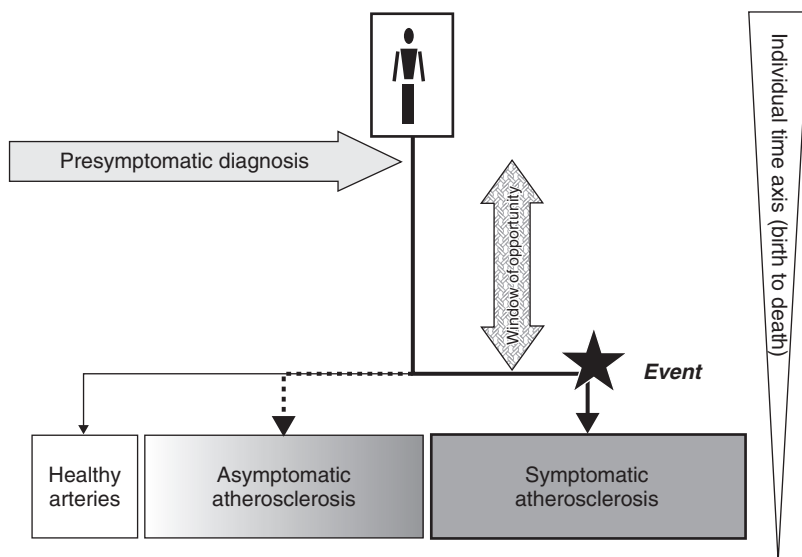 Presymptomatic diagnosis
Window of opportunity
Individual time axis (birth to death)
Event
Healthy
arteries
Asymptomatic
atherosclerosis
Symptomatic
atherosclerosis